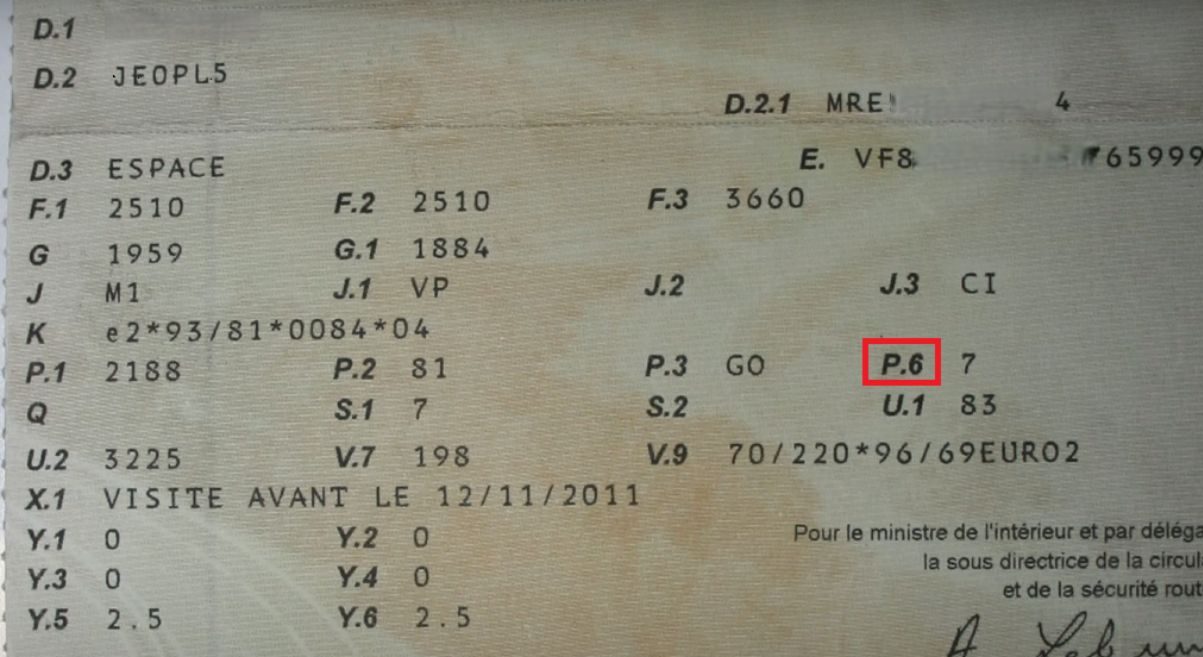 D.1
D.2 JE0PL5
D.2.1 MRE 4
D.3 ESPACE E. VF8 65999
F.1 2510 F.2 2510 F.3 3660
G 1959 G.1 1884
J M1 J.1 VP J.2 J.3 CI
K e2*93/81*0084*04
P.1 2188 P.2 81 P.3 GO P.6 7
Q S.1 7 S.2 U.1 83
U.2 3225 V.7 198 V.9 70/220*96/69EURO2
X.1 VISITE AVANT LE 12/11/2011
Y.1 0 Y.2 0
Pour le ministre de l'intérieur et par déléga
la sous directrice de la circul
Y.3 0 Y.4 0
et de la sécurité rout
Y.5 2.5 Y.6 2.5